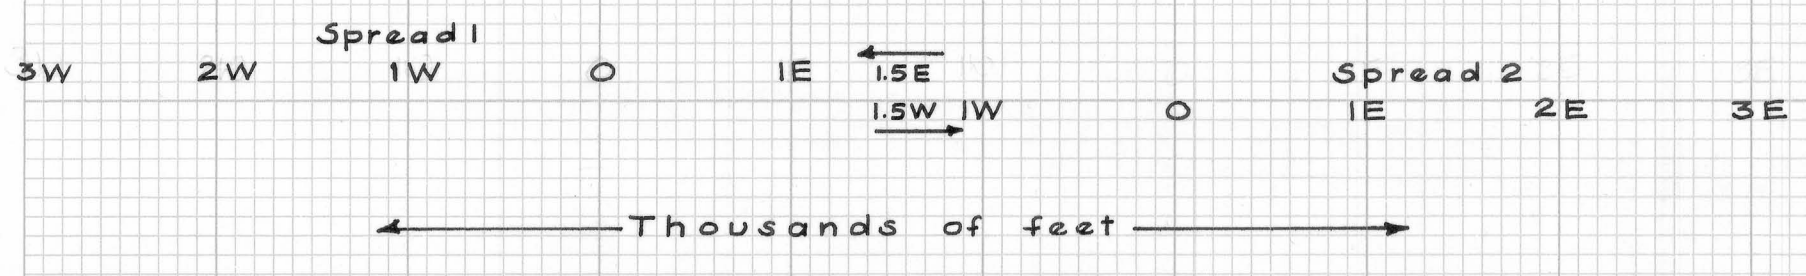 Spread 1
3W 2W 1W 0 1E 1.5E Spread 2
1.5W 1W 0 1E 2E 3E
Thousands of feet